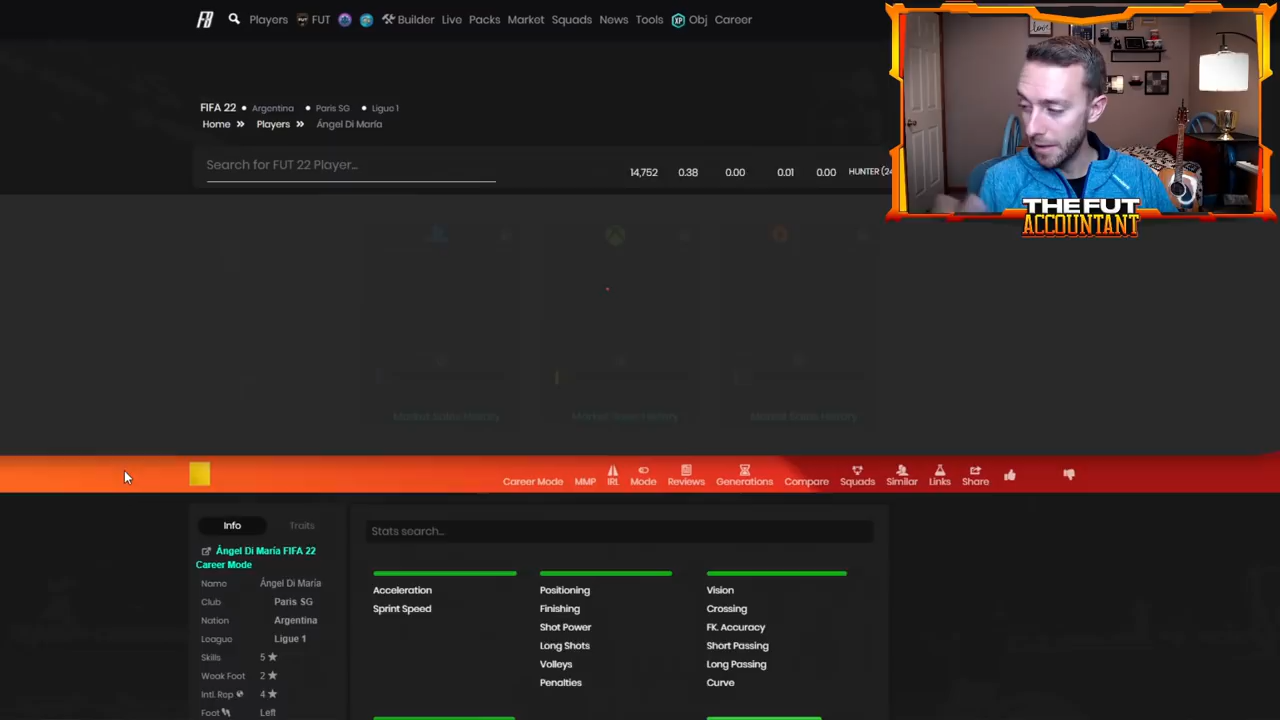 FB Players FUT Builder Live Packs Market Squads News Tools XP Obj Career
FIFA 22 • Argentina • Paris SG • Ligue 1
Home » Players » Ángel Di María
Search for FUT 22 Player...
14,752 0.38 0.00 0.01 0.00 HUNTER (24
THE FUT
ACCOUNTANT
Career Mode MMP IRL Mode Reviews Generations Compare Squads Similar Links Share
Info Traits
Ángel Di María FIFA 22
Career Mode
Name Ángel Di María
Club Paris SG
Nation Argentina
League Ligue 1
Skills 5 ★
Weak Foot 2 ★
Intl. Rep 4 ★
Foot Left
Stats search...
Acceleration
Sprint Speed
Positioning
Finishing
Shot Power
Long Shots
Volleys
Penalties
Vision
Crossing
FK. Accuracy
Short Passing
Long Passing
Curve